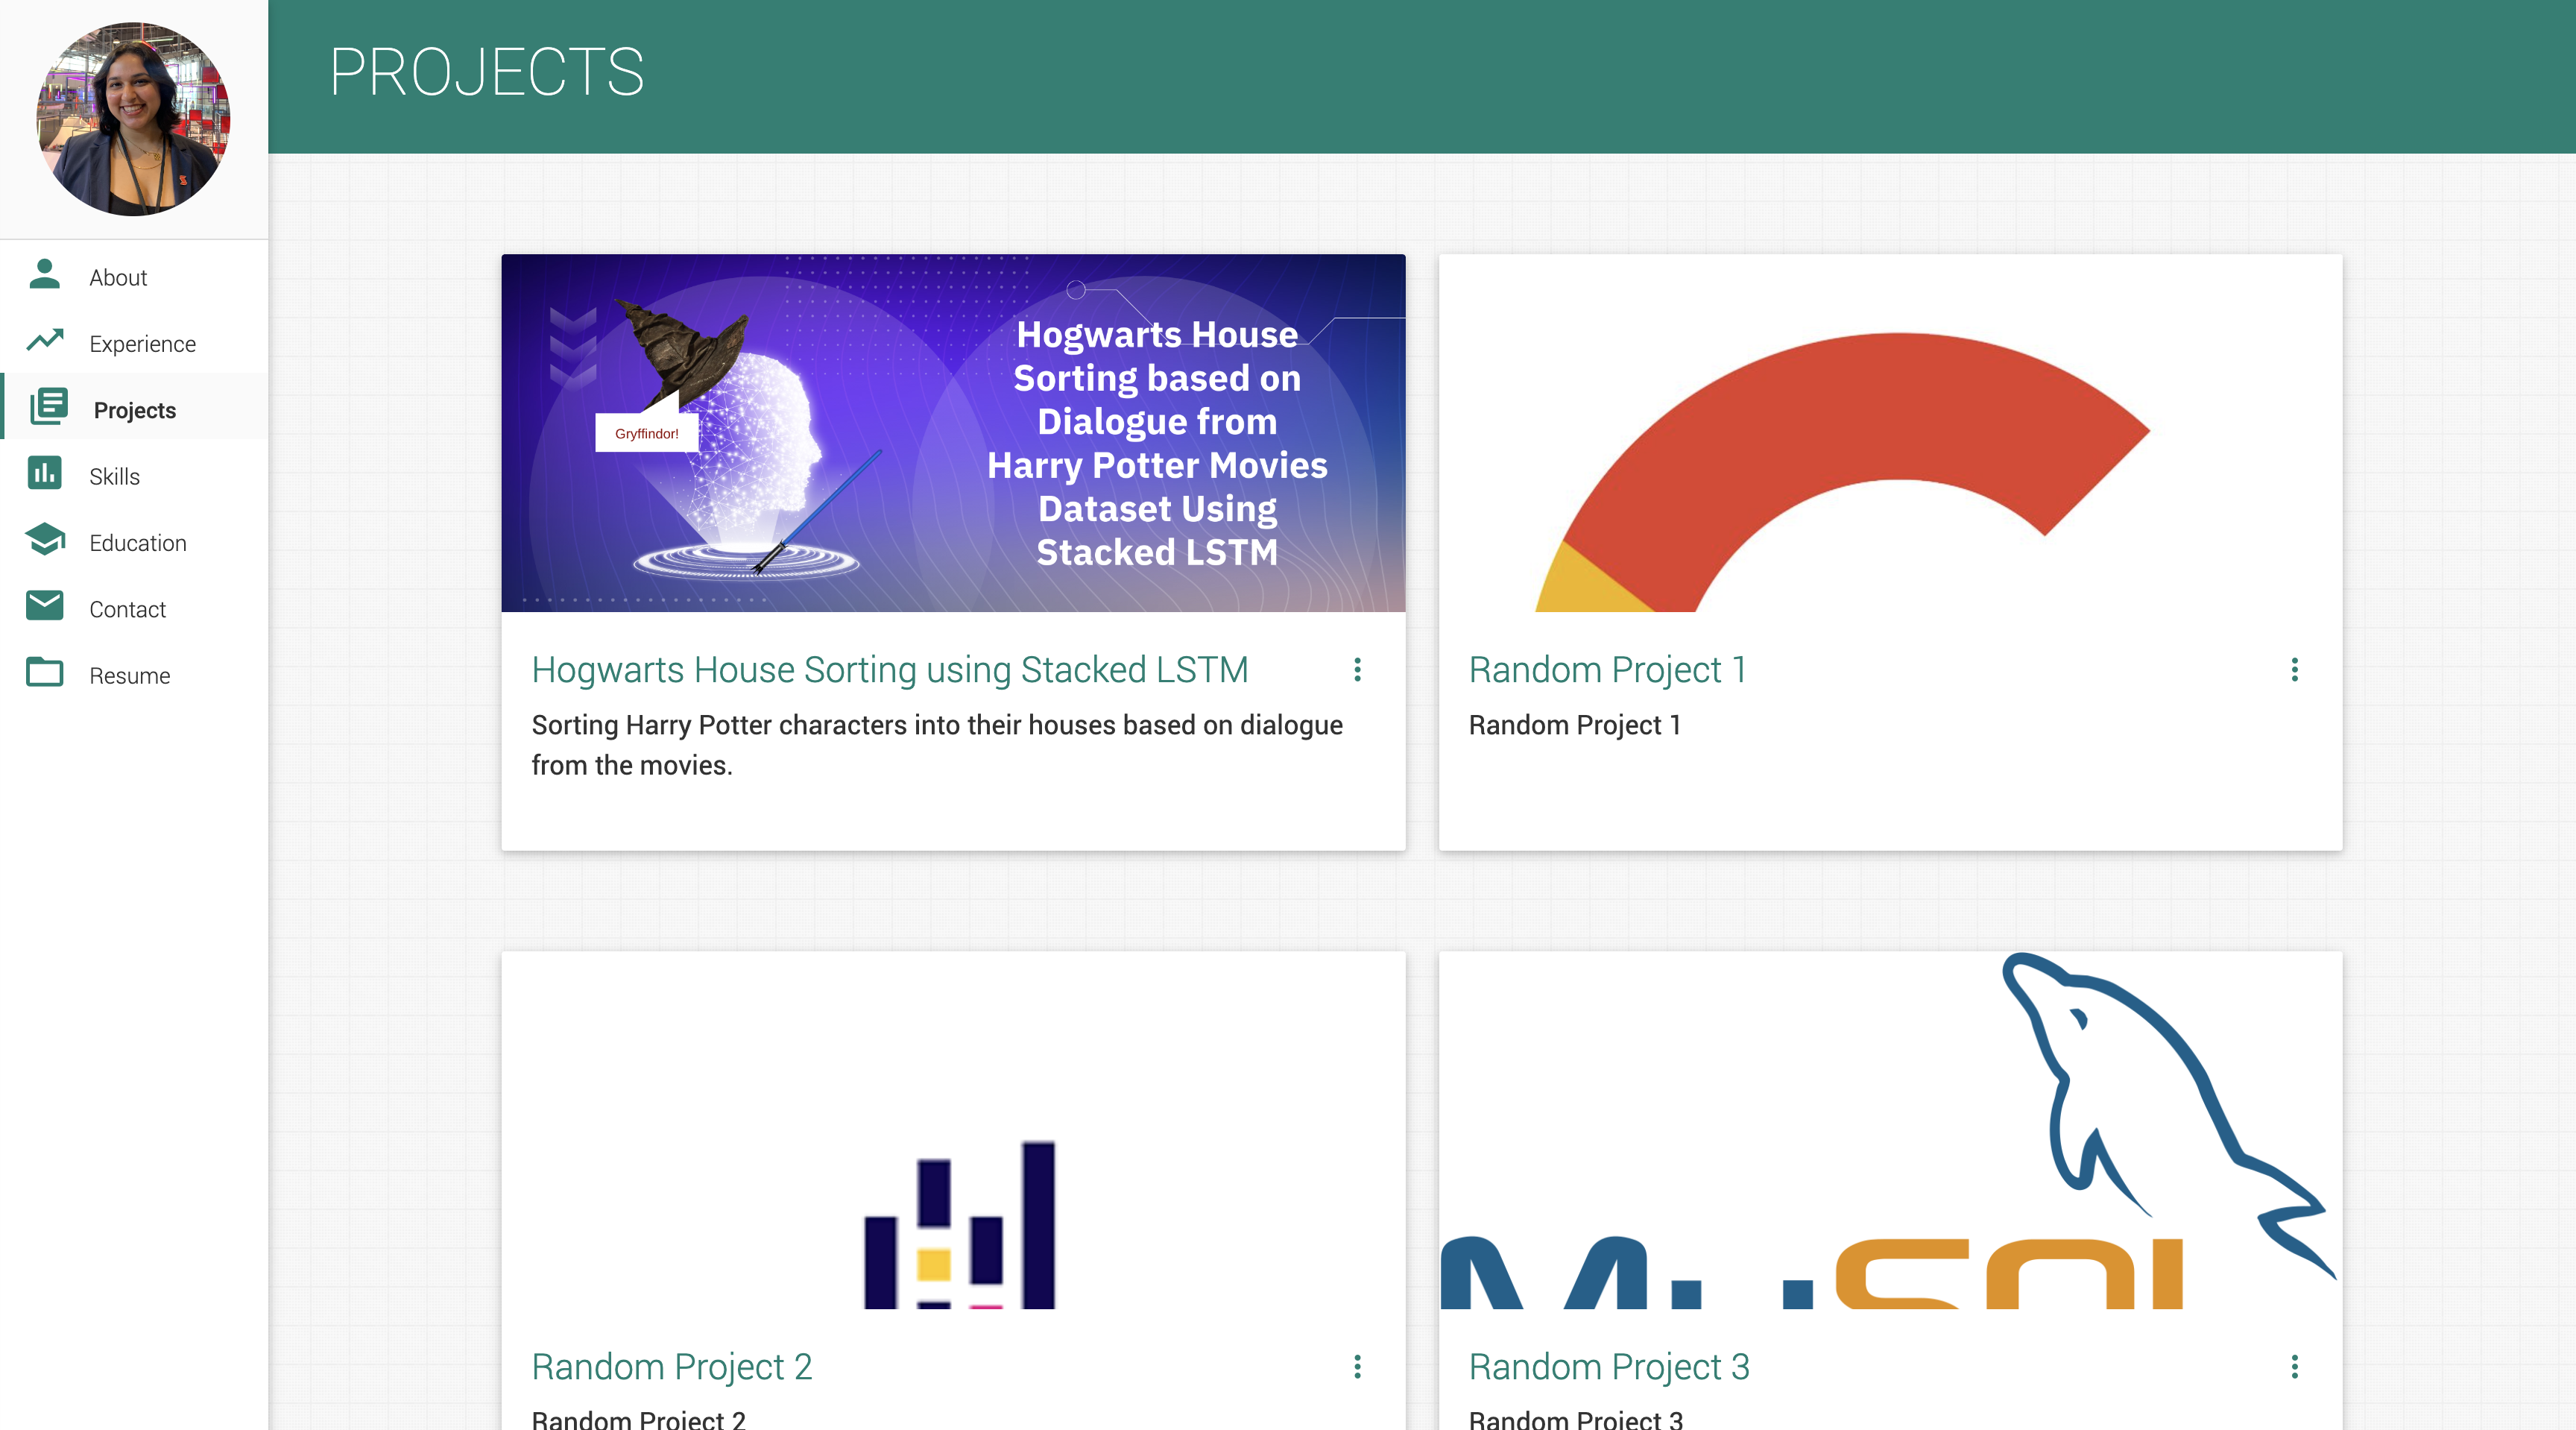 PROJECTS
About
Experience
Projects
Skills
Education
Contact
Resume
Gryffindor!
Hogwarts House
Sorting based on
Dialogue from
Harry Potter Movies
Dataset Using
Stacked LSTM
Hogwarts House Sorting using Stacked LSTM
Sorting Harry Potter characters into their houses based on dialogue
from the movies.
Random Project 1
Random Project 1
MySQL
Random Project 2
Random Project 2
Random Project 3
Random Project 3